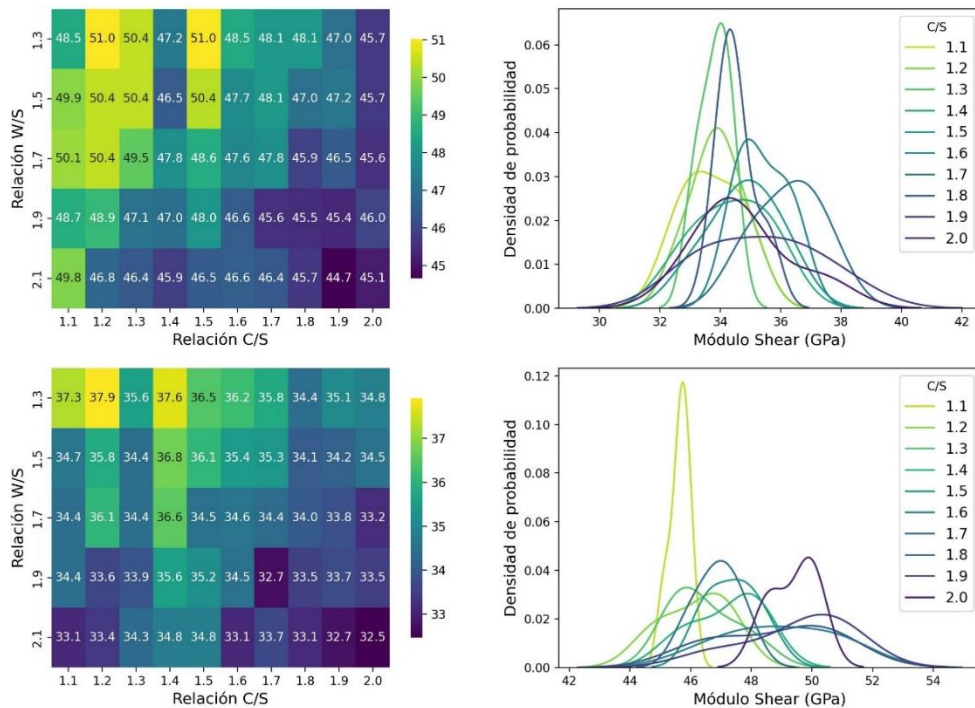 1.3 48.5 51.0 50.4 47.2 51.0 48.5 48.1 48.1 47.0 45.7
1.5 49.9 50.4 50.4 46.5 50.4 47.7 48.1 47.0 47.2 45.7
1.7 50.1 50.4 49.5 47.8 48.6 47.6 47.8 45.9 46.5 45.6
1.9 48.7 48.9 47.1 47.0 48.0 46.6 45.6 45.5 45.4 46.0
2.1 49.8 46.8 46.4 45.9 46.5 46.6 46.4 45.7 44.7 45.1
Relación W/S
1.1 1.2 1.3 1.4 1.5 1.6 1.7 1.8 1.9 2.0
Relación C/S
51
50
49
48
47
46
45
Densidad de probabilidad
0.06
0.05
0.04
0.03
0.02
0.01
0.00
30 32 34 36 38 40 42
Módulo Shear (GPa)
C/S
1.1
1.2
1.3
1.4
1.5
1.6
1.7
1.8
1.9
2.0
1.3 37.3 37.9 35.6 37.6 36.5 36.2 35.8 34.4 35.1 34.8
1.5 34.7 35.8 34.4 36.8 36.1 35.4 35.3 34.1 34.2 34.5
1.7 34.4 36.1 34.4 36.6 34.5 34.6 34.4 34.0 33.8 33.2
1.9 34.4 33.6 33.9 35.6 35.2 34.5 32.7 33.5 33.7 33.5
2.1 33.1 33.4 34.3 34.8 34.8 33.1 33.7 33.1 32.7 32.5
Relación W/S
1.1 1.2 1.3 1.4 1.5 1.6 1.7 1.8 1.9 2.0
Relación C/S
37
36
35
34
33
Densidad de probabilidad
0.12
0.10
0.08
0.06
0.04
0.02
0.00
42 44 46 48 50 52 54
Módulo Shear (GPa)
C/S
1.1
1.2
1.3
1.4
1.5
1.6
1.7
1.8
1.9
2.0